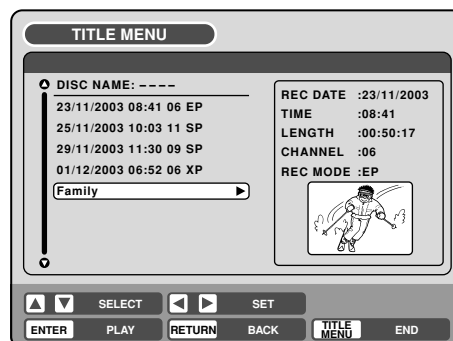 TITLE MENU
DISC NAME: – – – –
23/11/2003 08:41 06 EP
25/11/2003 10:03 11 SP
29/11/2003 11:30 09 SP
01/12/2003 06:52 06 XP
Family
REC DATE :23/11/2003
TIME :08:41
LENGTH :00:50:17
CHANNEL :06
REC MODE :EP
SELECT SET
ENTER PLAY RETURN BACK TITLE MENU END